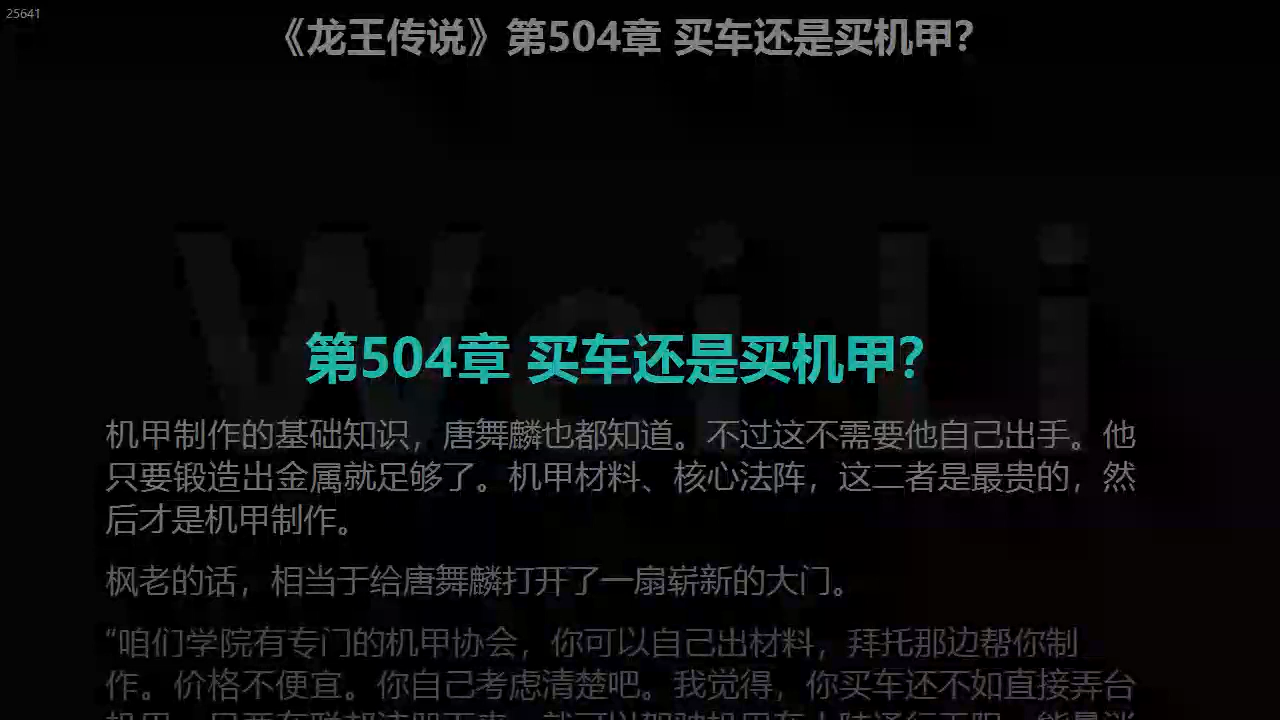 25641
《龙王传说》第504章 买车还是买机甲？
Wei Li
第504章 买车还是买机甲？
机甲制作的基础知识，唐舞麟也都知道。不过这不需要他自己出手。他
只要锻造出金属就足够了。机甲材料、核心法阵，这二者是最贵的，然
后才是机甲制作。
枫老的话，相当于给唐舞麟打开了一扇崭新的大门。
“咱们学院有专门的机甲协会，你可以自己出材料，拜托那边帮你制
作。价格不便宜。你自己考虑清楚吧。我觉得，你买车还不如直接弄台